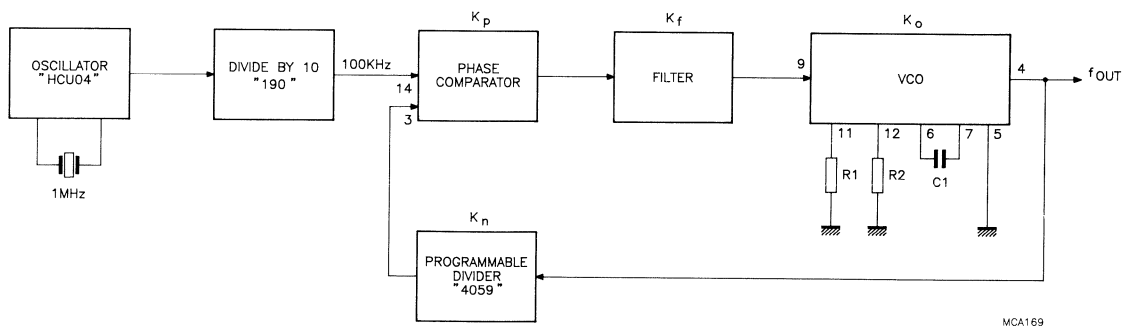 Kp
Kf
Ko
OSCILLATOR
"HCU04"
DIVIDE BY 10
"190"
100KHz
14
3
PHASE
COMPARATOR
FILTER
9
VCO
4
f OUT
11
12
6
7
5
1MHz
R1
R2
C1
Kn
PROGRAMMABLE
DIVIDER
"4059"
MCA169